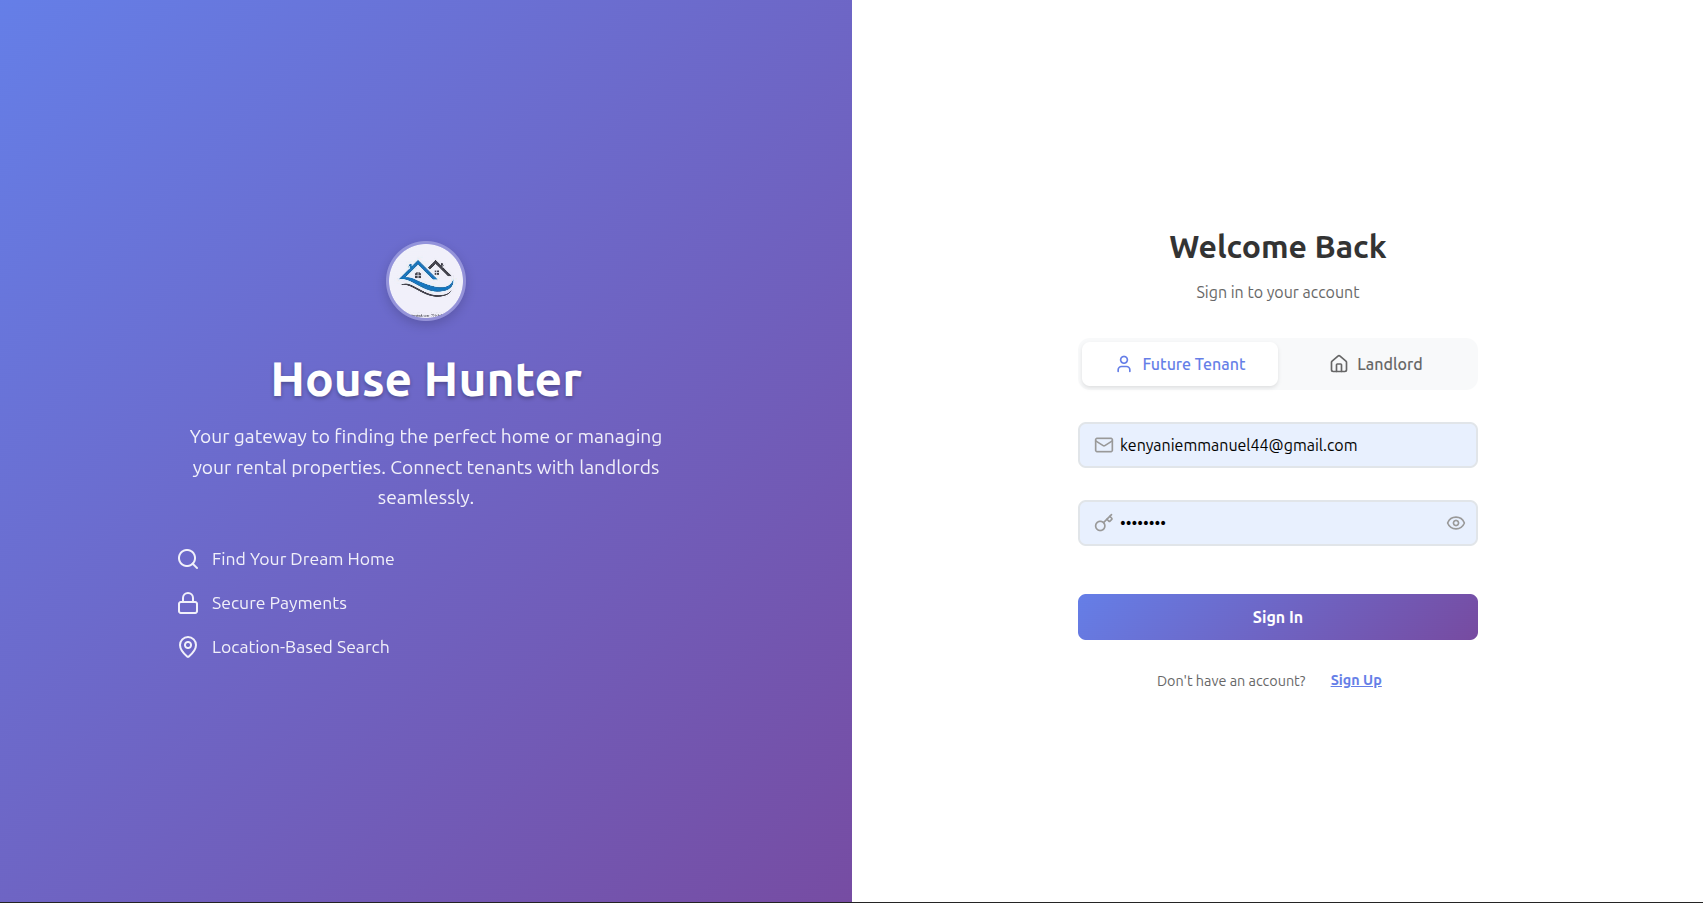 House Hunter
Your gateway to finding the perfect home or managing
your rental properties. Connect tenants with landlords
seamlessly.
Find Your Dream Home
Secure Payments
Location-Based Search
Welcome Back
Sign in to your account
Future Tenant
Landlord
kenyaniemmanuel44@gmail.com
••••••••
Sign In
Don't have an account? Sign Up